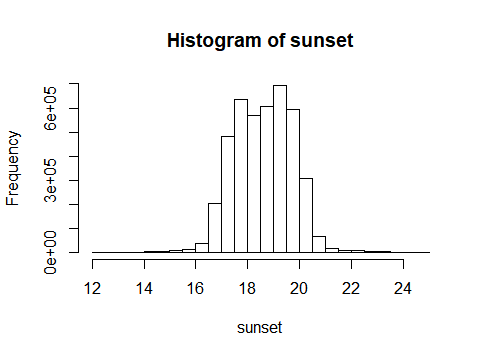 Histogram of sunset
Frequency
6e+05
3e+05
0e+00
12 14 16 18 20 22 24
sunset